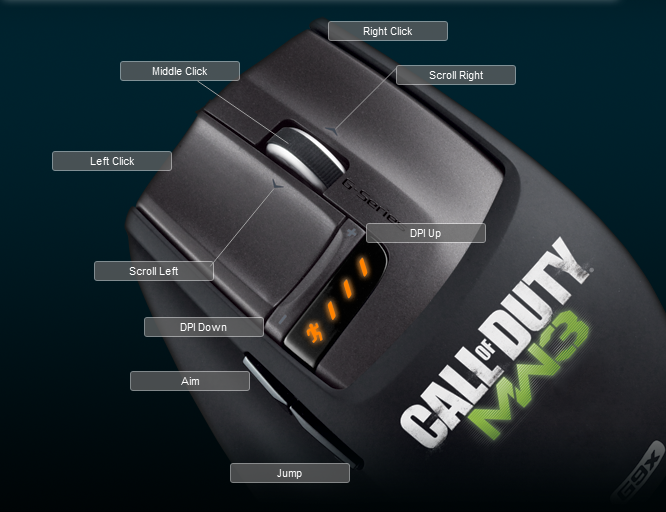 Right Click
Middle Click
Scroll Right
Left Click
G-Series
DPI Up
Scroll Left
DPI Down
Aim
Jump
CALL OF DUTY
MW3
G9X